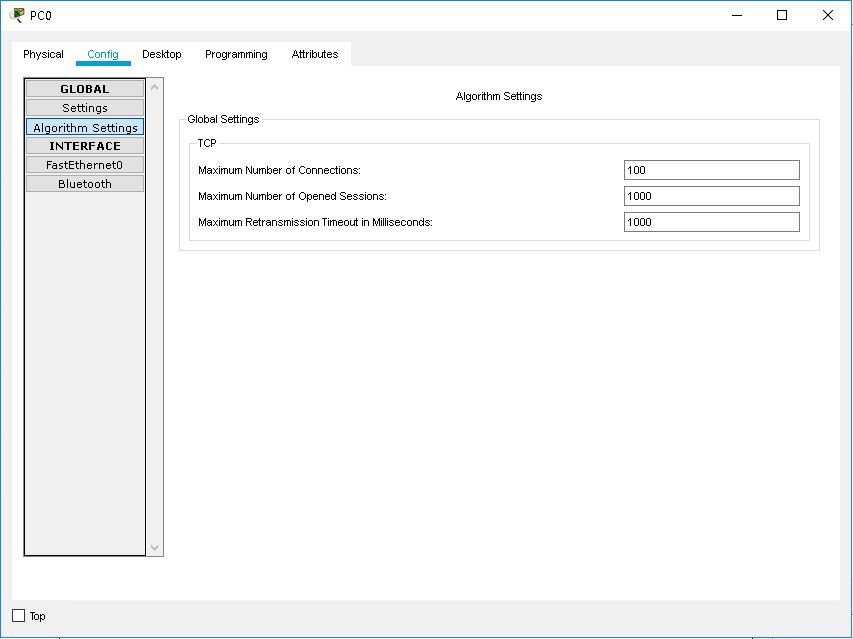 PC0
Physical Config Desktop Programming Attributes
GLOBAL
Settings
Algorithm Settings
INTERFACE
FastEthernet0
Bluetooth
Algorithm Settings
Global Settings
TCP
Maximum Number of Connections: 100
Maximum Number of Opened Sessions: 1000
Maximum Retransmission Timeout in Milliseconds: 1000
Top